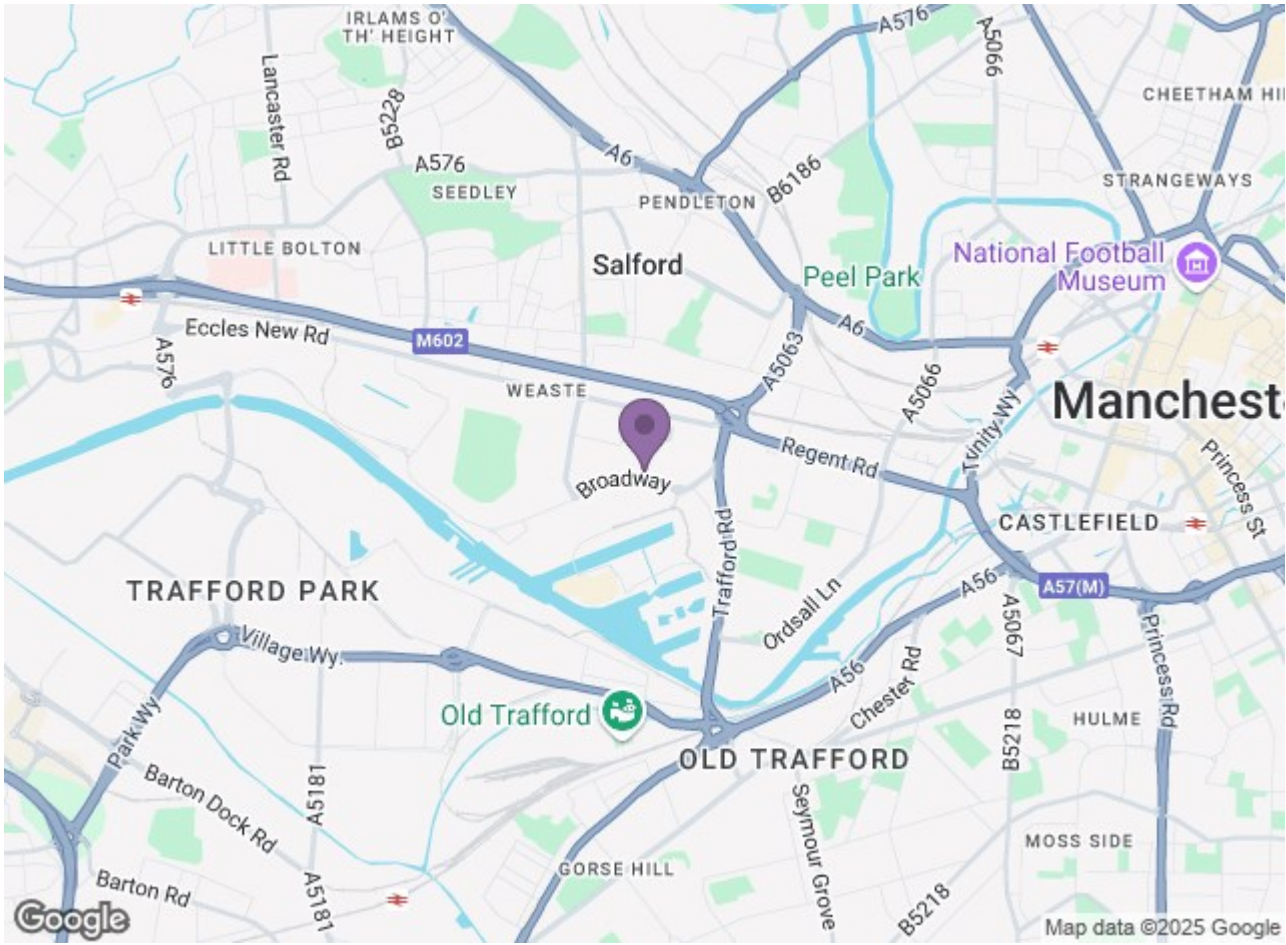 IRLAMS O'
TH' HEIGHT
A576
A5066
Lancaster Rd
B5228
CHEETHAM HI
A6
A576
SEEDLEY
B6186
STRANGEWAYS
PENDLETON
LITTLE BOLTON
Salford
National Football
Museum
Peel Park
Eccles New Rd
M602
A6
A576
A5063
WEASTE
A5066
Manchest
Trinity Wy
Regent Rd
Princess St
Broadway
CASTLEFIELD
Trafford Rd
TRAFFORD PARK
A56
A57(M)
Ordsall Ln
A5067
Village Wy.
Princess Rd
A56
Chester Rd
Old Trafford
HULME
Park Wy
OLD TRAFFORD
B5218
Barton Dock Rd
A5181
Seymour Grove
MOSS SIDE
GORSE HILL
Barton Rd
A5181
B5218
Google
Map data ©2025 Google